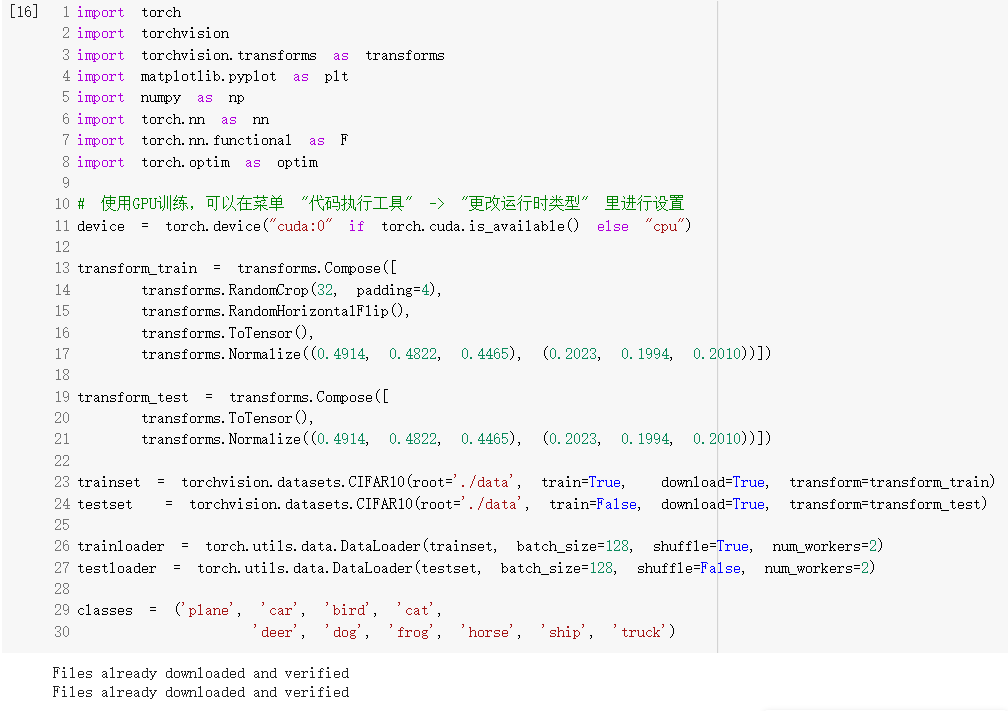 [16] 1 import torch
2 import torchvision
3 import torchvision.transforms as transforms
4 import matplotlib.pyplot as plt
5 import numpy as np
6 import torch.nn as nn
7 import torch.nn.functional as F
8 import torch.optim as optim
9
10 # 使用GPU训练，可以在菜单 "代码执行工具" -> "更改运行时类型" 里进行设置
11 device = torch.device("cuda:0" if torch.cuda.is_available() else "cpu")
12
13 transform_train = transforms.Compose([
14 transforms.RandomCrop(32, padding=4),
15 transforms.RandomHorizontalFlip(),
16 transforms.ToTensor(),
17 transforms.Normalize((0.4914, 0.4822, 0.4465), (0.2023, 0.1994, 0.2010))])
18
19 transform_test = transforms.Compose([
20 transforms.ToTensor(),
21 transforms.Normalize((0.4914, 0.4822, 0.4465), (0.2023, 0.1994, 0.2010))])
22
23 trainset = torchvision.datasets.CIFAR10(root='./data', train=True, download=True, transform=transform_train)
24 testset = torchvision.datasets.CIFAR10(root='./data', train=False, download=True, transform=transform_test)
25
26 trainloader = torch.utils.data.DataLoader(trainset, batch_size=128, shuffle=True, num_workers=2)
27 testloader = torch.utils.data.DataLoader(testset, batch_size=128, shuffle=False, num_workers=2)
28
29 classes = ('plane', 'car', 'bird', 'cat',
30 'deer', 'dog', 'frog', 'horse', 'ship', 'truck')
Files already downloaded and verified
Files already downloaded and verified